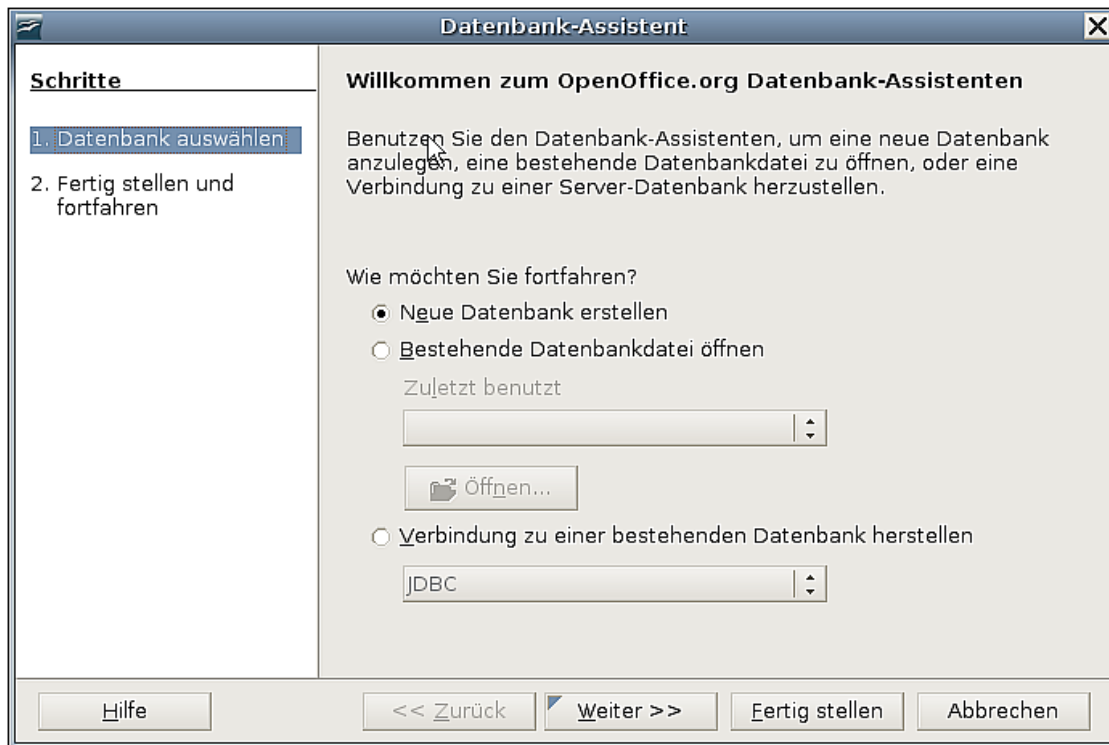 Datenbank-Assistent
Schritte
1. Datenbank auswählen
2. Fertig stellen und
fortfahren
Willkommen zum OpenOffice.org Datenbank-Assistenten
Benutzen Sie den Datenbank-Assistenten, um eine neue Datenbank
anzulegen, eine bestehende Datenbankdatei zu öffnen, oder eine
Verbindung zu einer Server-Datenbank herzustellen.
Wie möchten Sie fortfahren?
Neue Datenbank erstellen
Bestehende Datenbankdatei öffnen
Zuletzt benutzt
Öffnen...
Verbindung zu einer bestehenden Datenbank herstellen
JDBC
Hilfe
<< Zurück
Weiter >>
Fertig stellen
Abbrechen